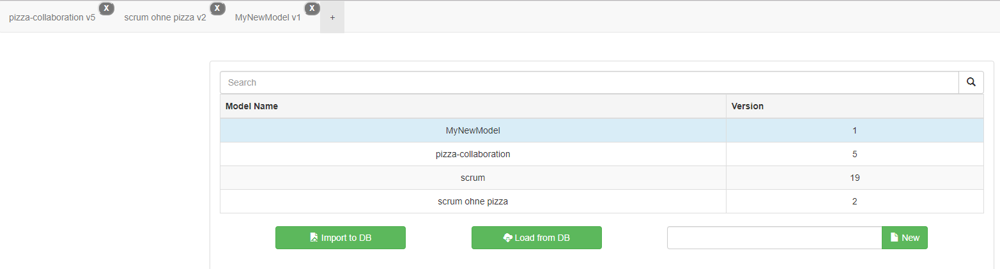 pizza-collaboration v5 X scrum ohne pizza v2 X MyNewModel v1 X +
Search
Model Name Version
MyNewModel 1
pizza-collaboration 5
scrum 19
scrum ohne pizza 2
Import to DB Load from DB New